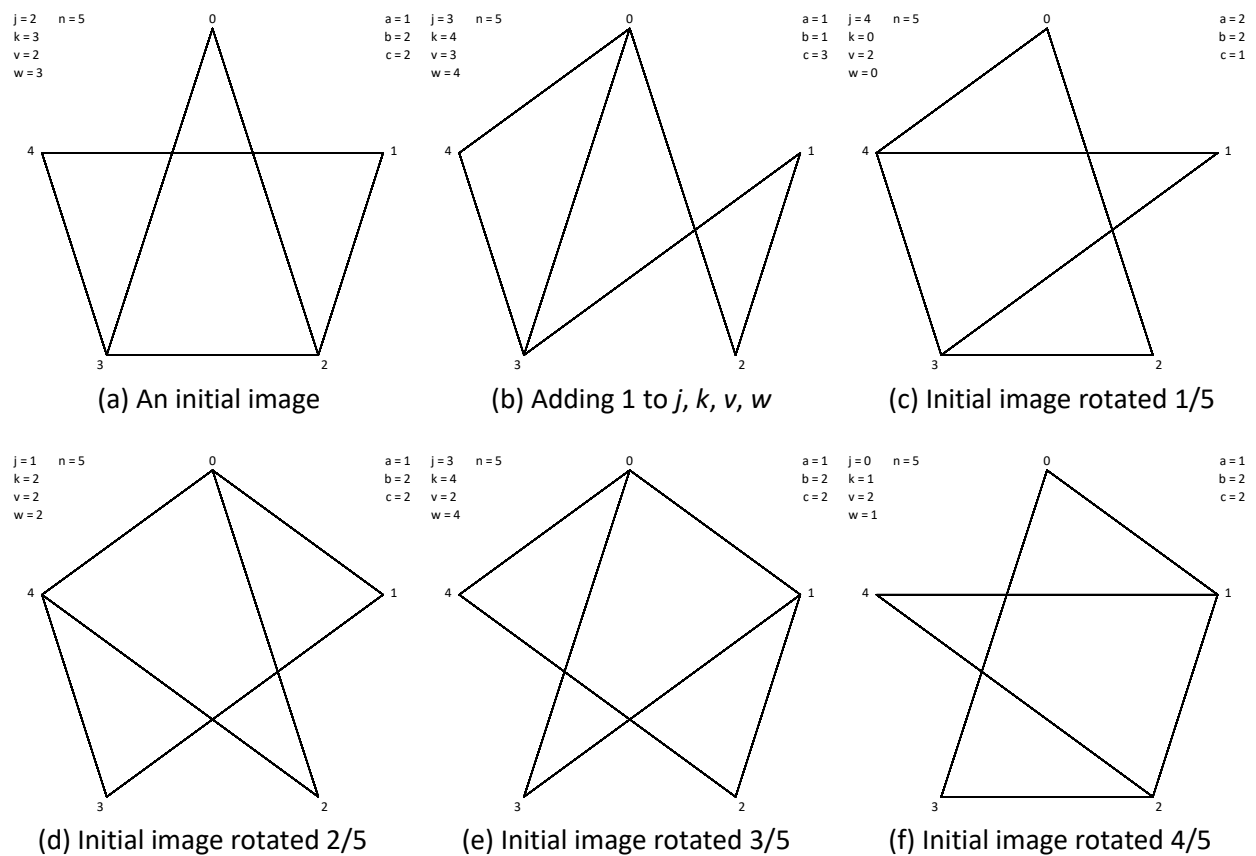 j = 2 n = 5 0 a = 1
k = 3 b = 2
v = 2 c = 2
w = 3
4 1
3 2
(a) An initial image
j = 3 n = 5 0 a = 1
k = 4 b = 1
v = 3 c = 3
w = 4
4 1
3 2
(b) Adding 1 to j, k, v, w
j = 4 n = 5 0 a = 2
k = 0 b = 2
v = 2 c = 1
w = 0
4 1
3 2
(c) Initial image rotated 1/5
j = 1 n = 5 0 a = 1
k = 2 b = 2
v = 2 c = 2
w = 2
4 1
3 2
(d) Initial image rotated 2/5
j = 3 n = 5 0 a = 1
k = 4 b = 2
v = 2 c = 2
w = 4
4 1
3 2
(e) Initial image rotated 3/5
j = 0 n = 5 0 a = 1
k = 1 b = 2
v = 2 c = 2
w = 1
4 1
3 2
(f) Initial image rotated 4/5